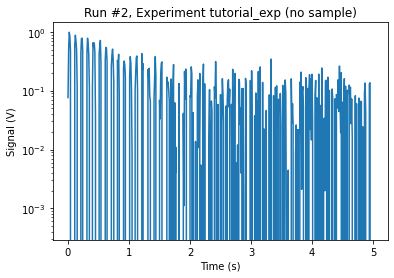 Run #2, Experiment tutorial_exp (no sample)
Signal (V)
10⁰
10⁻¹
10⁻²
10⁻³
0 1 2 3 4 5
Time (s)